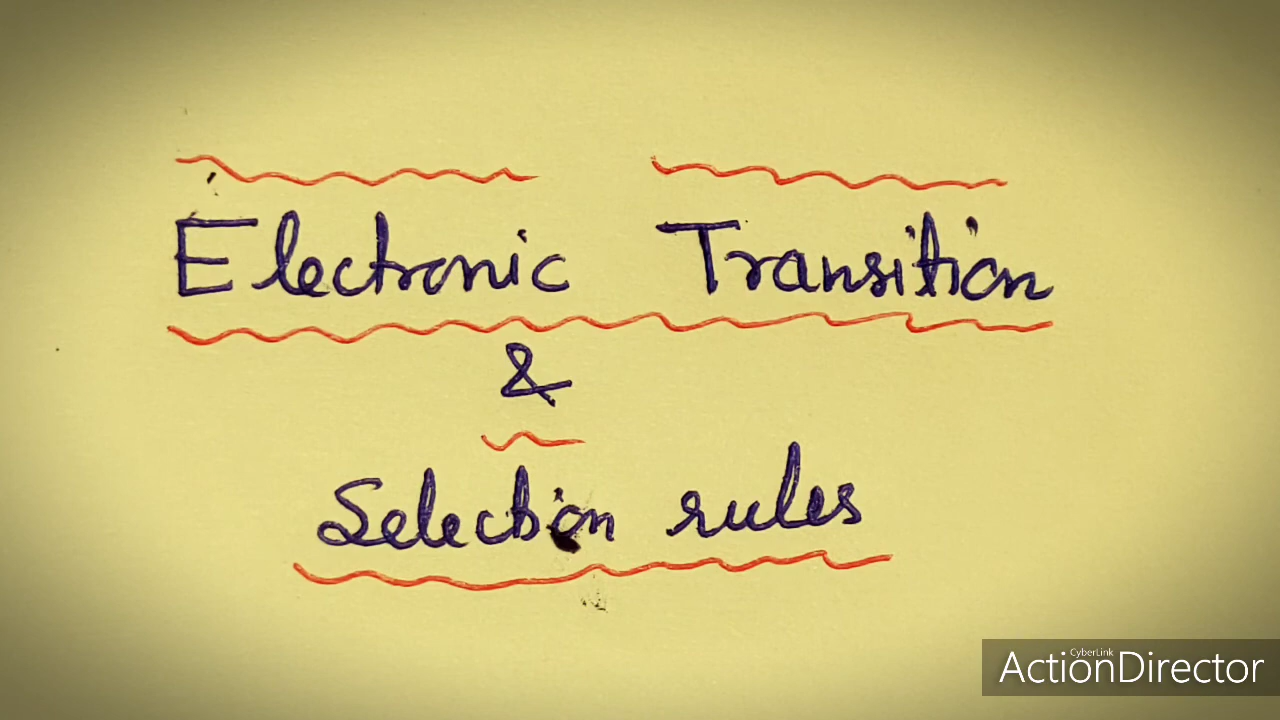 Electronic Transition
&
Selection rules
CyberLink
ActionDirector